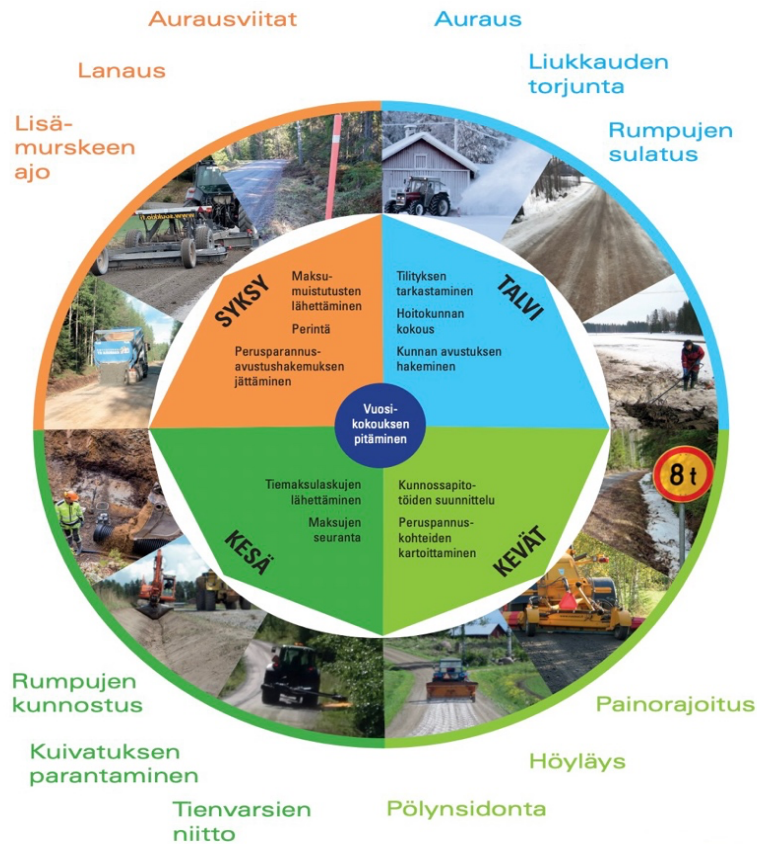 Aurausviitat
Lanaus
Lisä-
murskeen
ajo
Auraus
Liukkauden
torjunta
Rumpujen
sulatus
SYKSY
Maksu-
muistutusten
lähettäminen
Perintä
Perusparannus-
avustushakemuksen
jättäminen
TALVI
Tilityksen
tarkastaminen
Hoitokunnan
kokous
Kunnan avustuksen
hakeminen
Vuosi-
kokouksen
pitäminen
KESÄ
Tiemaksulaskujen
lähettäminen
Maksujen
seuranta
KEVÄT
Kunnossapito-
töiden suunnittelu
Peruspannus-
kohteiden
kartoittaminen
8 t
Rumpujen
kunnostus
Kuivatuksen
parantaminen
Tienvarsien
niitto
Painorajoitus
Höyläys
Pölynsidonta